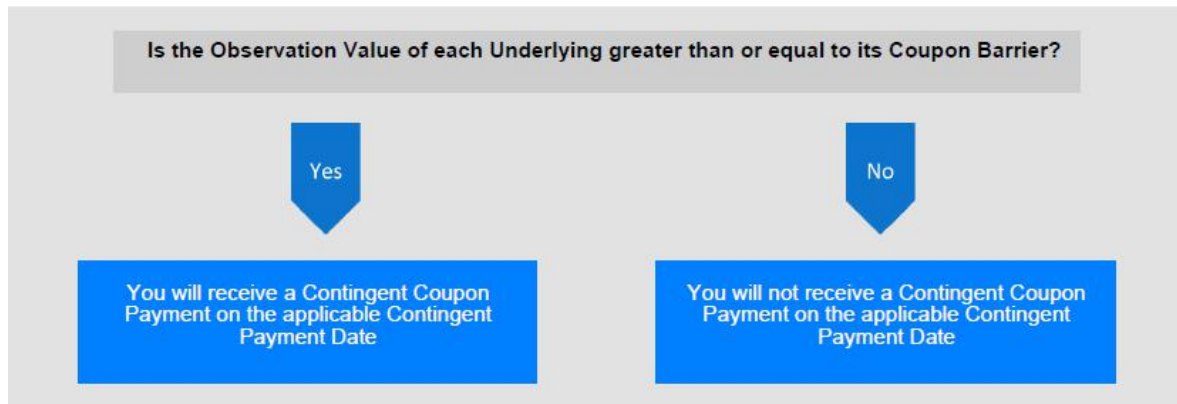 Is the Observation Value of each Underlying greater than or equal to its Coupon Barrier?
Yes
No
You will receive a Contingent Coupon
Payment on the applicable Contingent
Payment Date
You will not receive a Contingent Coupon
Payment on the applicable Contingent
Payment Date